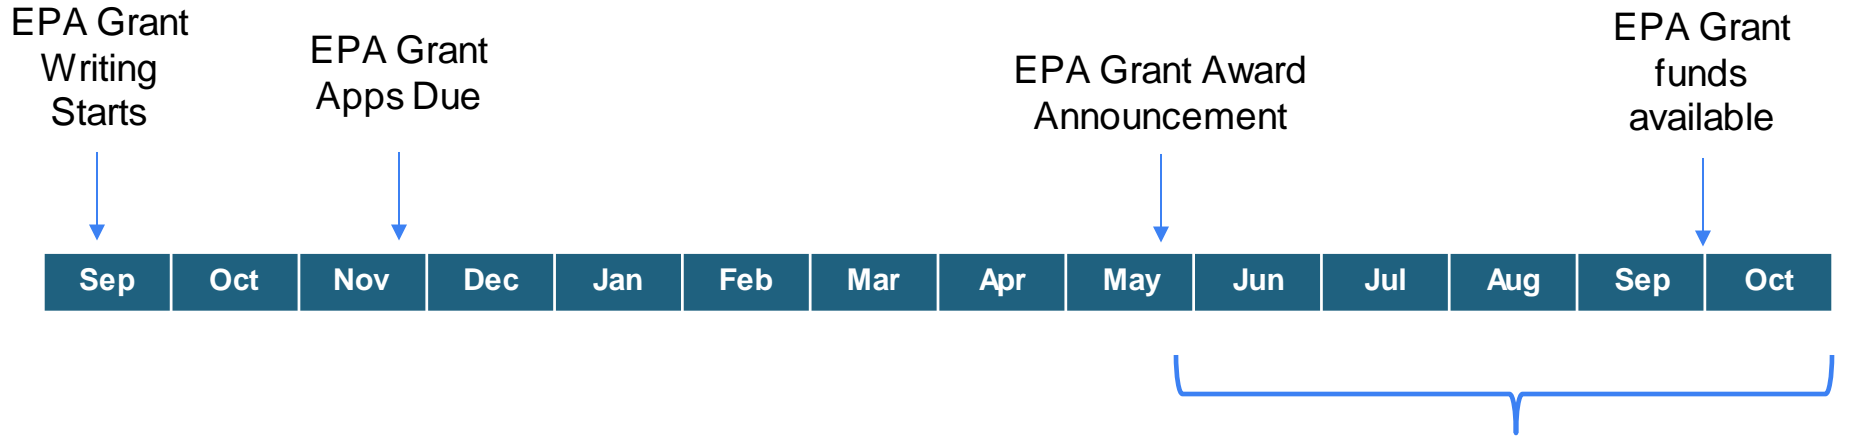 EPA Grant
Writing
Starts
EPA Grant
Apps Due
EPA Grant Award
Announcement
EPA Grant
funds
available
Sep Oct Nov Dec Jan Feb Mar Apr May Jun Jul Aug Sep Oct